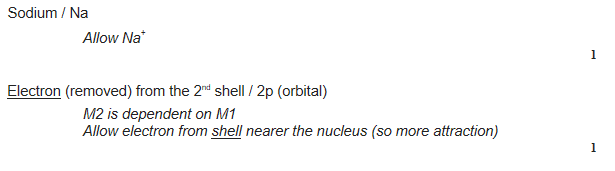 Sodium / Na
Allow Na⁺
1
Electron (removed) from the 2nd shell / 2p (orbital)
M2 is dependent on M1
Allow electron from shell nearer the nucleus (so more attraction)
1